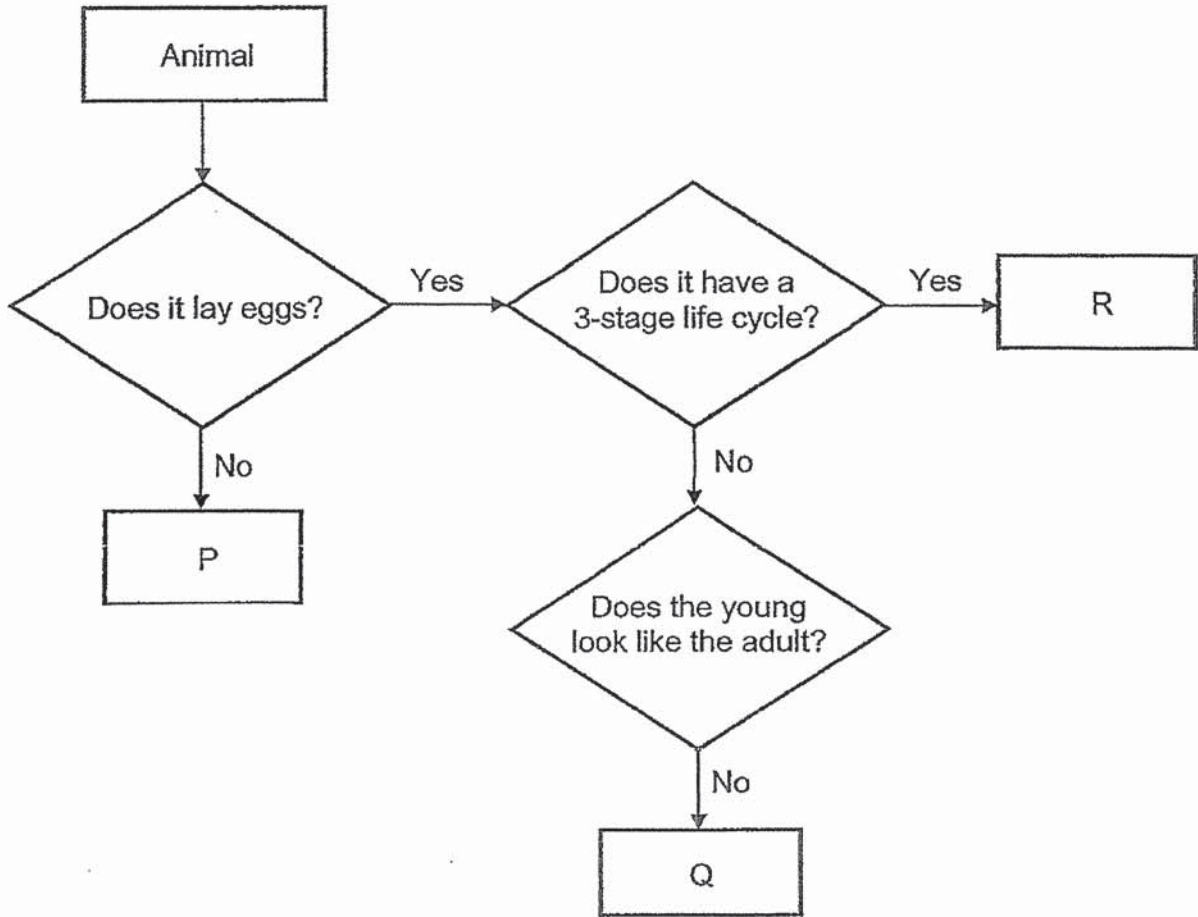 Animal
Does it lay eggs?
Yes
Does it have a
3-stage life cycle?
Yes
R
No
P
No
Does the young
look like the adult?
No
Q